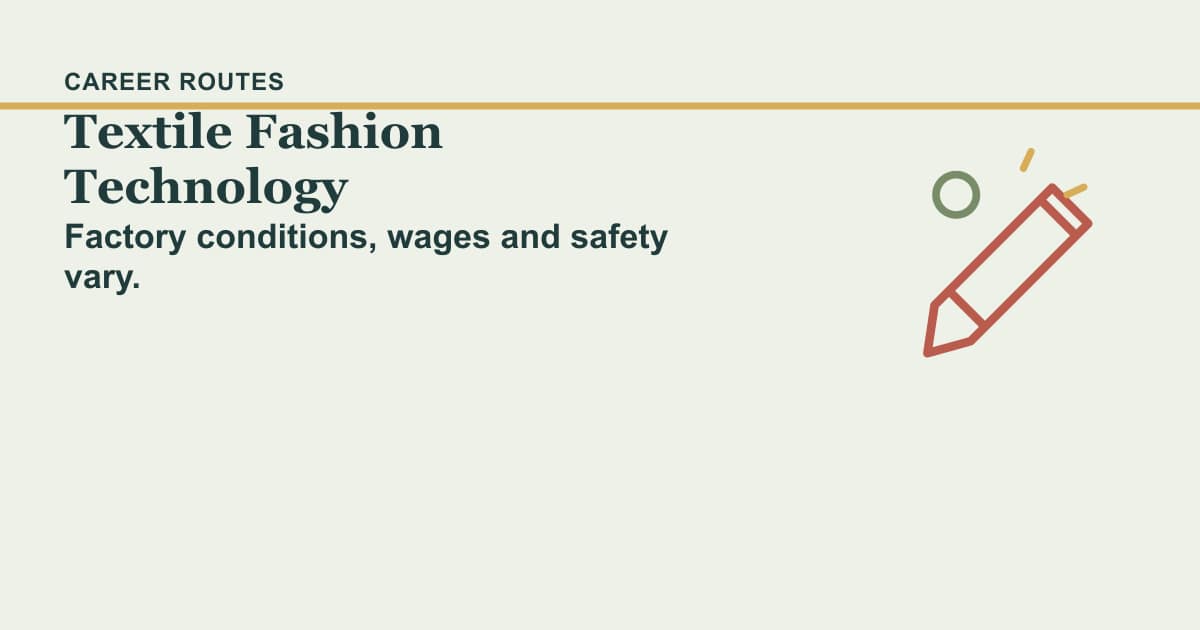 CAREER ROUTES
Textile Fashion
Technology
Factory conditions, wages and safety
vary.